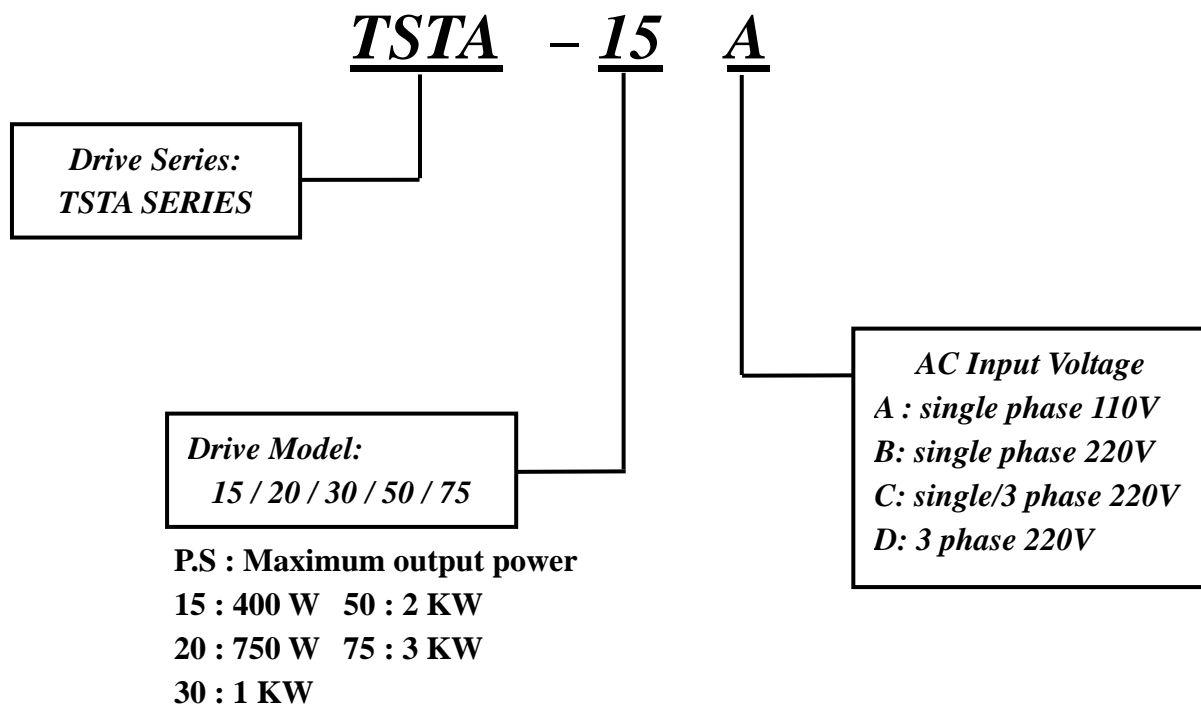 TSTA – 15 A
Drive Series:
TSTA SERIES
AC Input Voltage
A : single phase 110V
B: single phase 220V
C: single/3 phase 220V
D: 3 phase 220V
Drive Model:
15 / 20 / 30 / 50 / 75
P.S : Maximum output power
15 : 400 W 50 : 2 KW
20 : 750 W 75 : 3 KW
30 : 1 KW